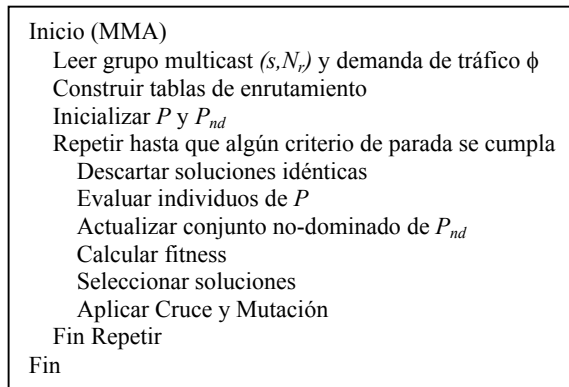 Inicio (MMA)
Leer grupo multicast (s,Nr) y demanda de tráfico ϕ
Construir tablas de enrutamiento
Inicializar P y Pnd
Repetir hasta que algún criterio de parada se cumpla
Descartar soluciones idénticas
Evaluar individuos de P
Actualizar conjunto no-dominado de Pnd
Calcular fitness
Seleccionar soluciones
Aplicar Cruce y Mutación
Fin Repetir
Fin